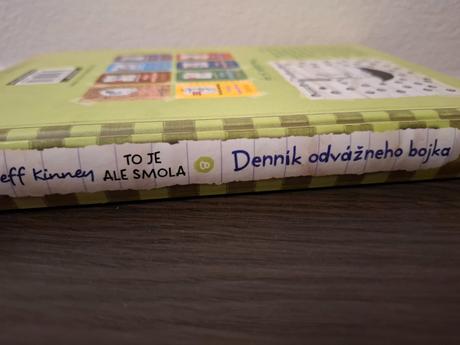 eff Kinney
TO JE
ALE SMOLA
8
Denník odvážneho bojka